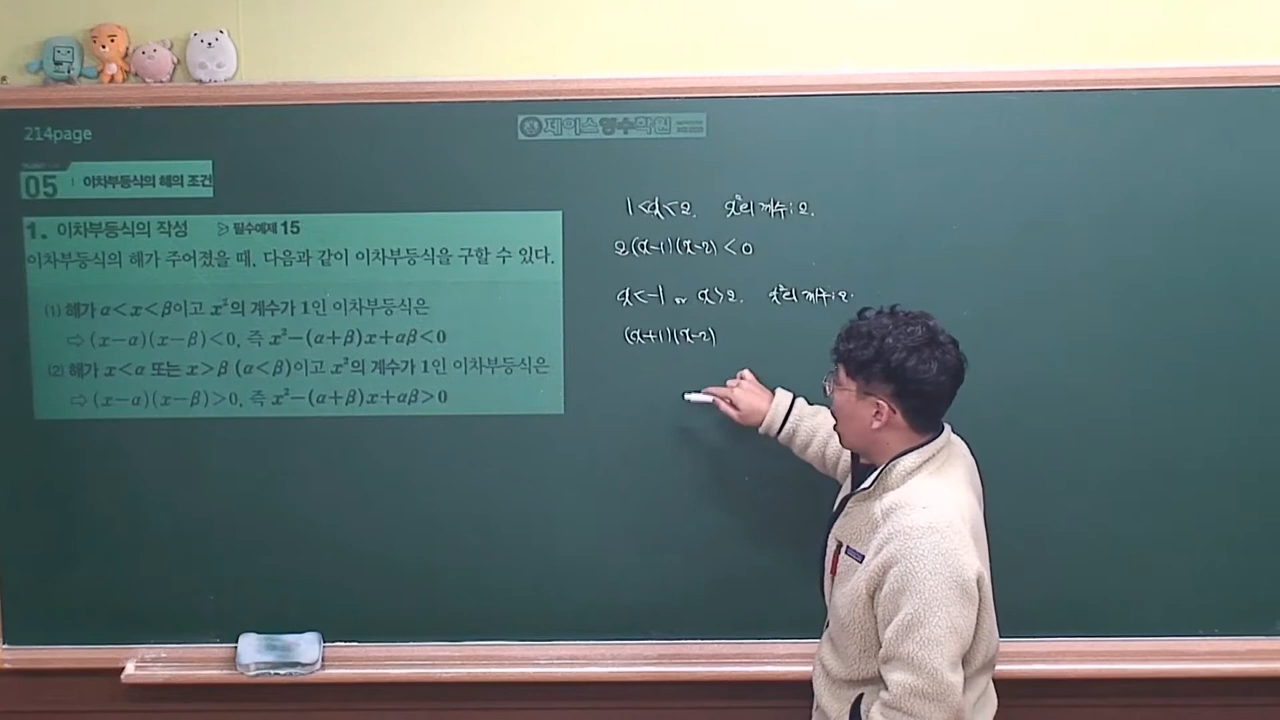 214page
제이스영수학원
05 이차부등식의 해의 조건
1. 이차부등식의 작성 ▷ 필수예제 15
이차부등식의 해가 주어졌을 때, 다음과 같이 이차부등식을 구할 수 있다.
(1) 해가 α<x<β이고 x²의 계수가 1인 이차부등식은
⇨ (x−α)(x−β)<0, 즉 x²−(α+β)x+αβ<0
(2) 해가 x<α 또는 x>β (α<β)이고 x²의 계수가 1인 이차부등식은
⇨ (x−α)(x−β)>0, 즉 x²−(α+β)x+αβ>0
1<x<2. x²의 계수: 2.
2(x-1)(x-2)<0
x<-1 or x>2. x²의 계수: 2.
(x+1)(x-2)